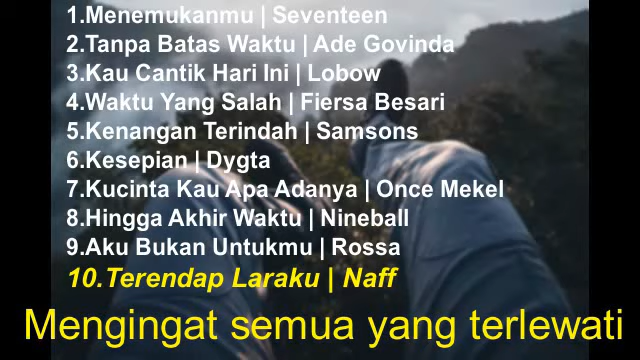 1.Menemukanmu | Seventeen
2.Tanpa Batas Waktu | Ade Govinda
3.Kau Cantik Hari Ini | Lobow
4.Waktu Yang Salah | Fiersa Besari
5.Kenangan Terindah | Samsons
6.Kesepian | Dygta
7.Kucinta Kau Apa Adanya | Once Mekel
8.Hingga Akhir Waktu | Nineball
9.Aku Bukan Untukmu | Rossa
10.Terendap Laraku | Naff
Mengingat semua yang terlewati